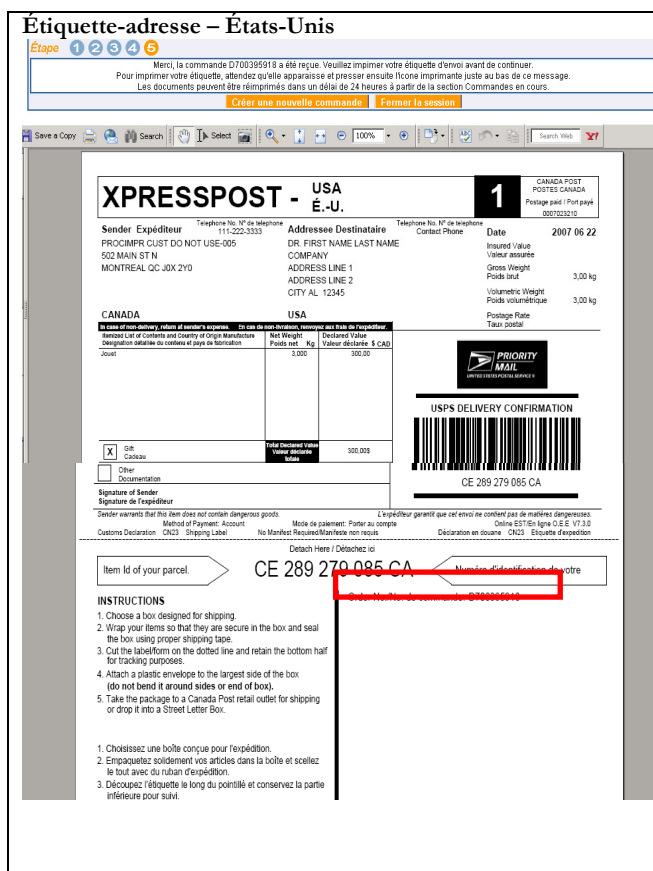 Étiquette-adresse – États-Unis
Étape 1 2 3 4 5
Merci, la commande D700395918 a été reçue. Veuillez impimer votre étiquette d'envoi avant de continuer.
Pour imprimer votre étiquette, attendez qu'elle apparaisse et presser ensuite l'icone imprimante juste au bas de ce message.
Les documents peuvent être réimprimés dans un délai de 24 heures à partir de la section Commandes en cours.
Créer une nouvelle commande Fermer la session
Save a Copy Search Select 100% Search Web Y!
XPRESSPOST - USA É.-U.
1
CANADA POST
POSTES CANADA
Postage paid / Port payé
0007023210
Sender Expéditeur
Telephone No. N° de telephone
111-222-3333
PROCIMPR CUST DO NOT USE-005
502 MAIN ST N
MONTREAL QC J0X 2Y0
CANADA
Addressee Destinataire
Telephone No. N° de telephone
Contact Phone
DR. FIRST NAME LAST NAME
COMPANY
ADDRESS LINE 1
ADDRESS LINE 2
CITY AL 12345
USA
Date 2007 06 22
Insured Value
Valeur assurée
Gross Weight
Poids brut 3,00 kg
Volumetric Weight
Poids volumétrique 3,00 kg
Postage Rate
Taux postal
In case of non-delivery, return at sender's expense. En cas de non-livraison, renvoyez aux frais de l'expéditeur.
Itemized List of Contents and Country of Origin Manufacture
Désignation détaillée du contenu et pays de fabrication
Net Weight
Poids net Kg
Declared Value
Valeur déclarée $ CAD
Jouet 3,000 300,00
X Gift
Cadeau
Total Declared Value
Valeur déclarée
totale
300,00$
Other
Documentation
Signature of Sender
Signature de l'expéditeur
PRIORITY
MAIL
UNITED STATES POSTAL SERVICE ®
USPS DELIVERY CONFIRMATION
CE 289 279 085 CA
Sender warrants that this item does not contain dangerous goods. L'expéditeur garantit que cet envoi ne contient pas de matières dangereuses.
Method of Payment: Account Mode de paiement: Porter au compte Online EST/En ligne O.E.E V7.3.0
Customs Declaration CN23 Shipping Label No Manifest Required/Manifeste non requis Déclaration en douane CN23 Etiquette d'expedition
Detach Here / Détachez ici
Item Id of your parcel. CE 289 279 085 CA Numéro d'identification de votre
Order No./No. de commande: D700395918
INSTRUCTIONS
1. Choose a box designed for shipping.
2. Wrap your items so that they are secure in the box and seal
the box using proper shipping tape.
3. Cut the label/form on the dotted line and retain the bottom half
for tracking purposes.
4. Attach a plastic envelope to the largest side of the box
(do not bend it around sides or end of box).
5. Take the package to a Canada Post retail outlet for shipping
or drop it into a Street Letter Box.
1. Choisissez une boîte conçue pour l'expédition.
2. Empaquetez solidement vos articles dans la boîte et scellez
le tout avec du ruban d'expédition.
3. Découpez l'étiquette le long du pointillé et conservez la partie
inférieure pour suivi.